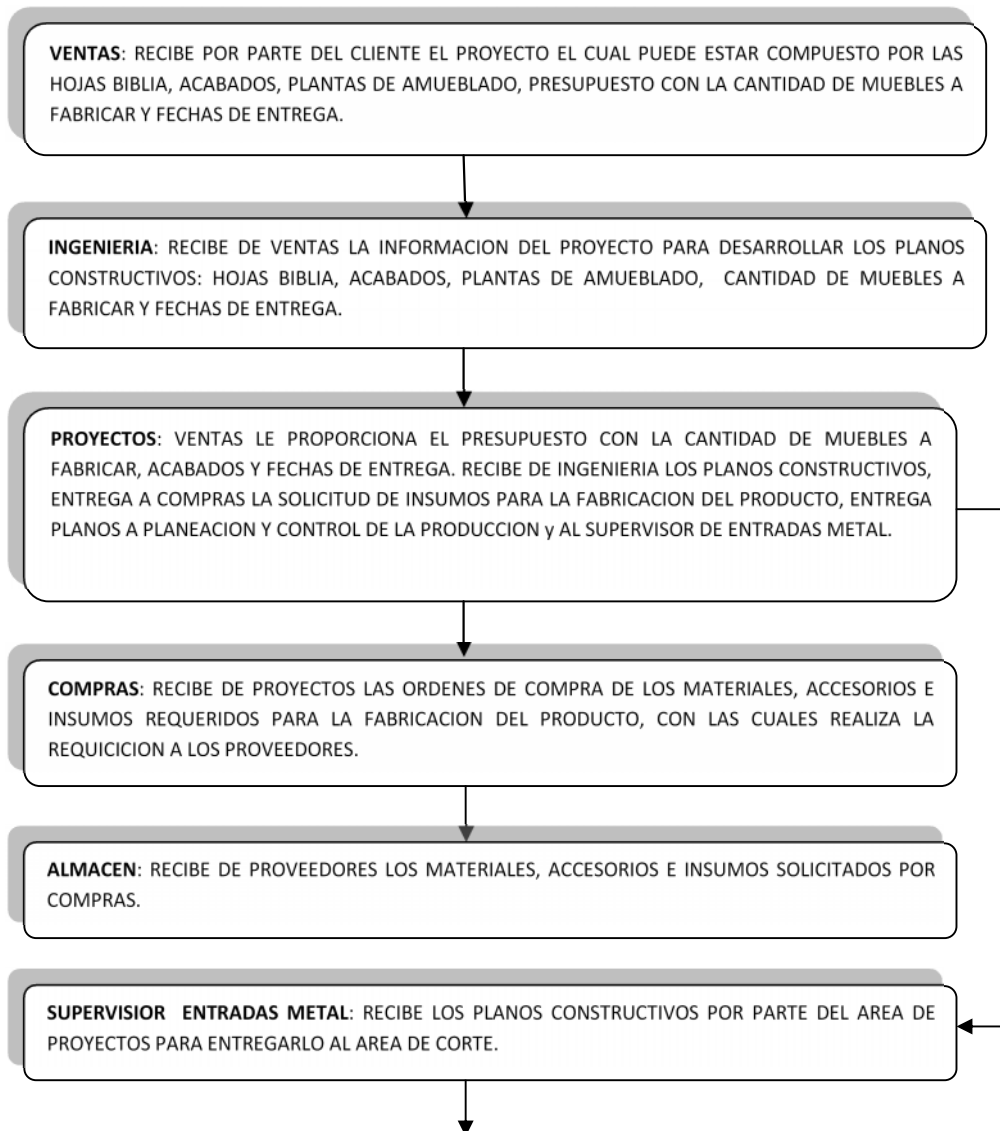 VENTAS: RECIBE POR PARTE DEL CLIENTE EL PROYECTO EL CUAL PUEDE ESTAR COMPUESTO POR LAS
HOJAS BIBLIA, ACABADOS, PLANTAS DE AMUEBLADO, PRESUPUESTO CON LA CANTIDAD DE MUEBLES A
FABRICAR Y FECHAS DE ENTREGA.
INGENIERIA: RECIBE DE VENTAS LA INFORMACION DEL PROYECTO PARA DESARROLLAR LOS PLANOS
CONSTRUCTIVOS: HOJAS BIBLIA, ACABADOS, PLANTAS DE AMUEBLADO, CANTIDAD DE MUEBLES A
FABRICAR Y FECHAS DE ENTREGA.
PROYECTOS: VENTAS LE PROPORCIONA EL PRESUPUESTO CON LA CANTIDAD DE MUEBLES A
FABRICAR, ACABADOS Y FECHAS DE ENTREGA. RECIBE DE INGENIERIA LOS PLANOS CONSTRUCTIVOS,
ENTREGA A COMPRAS LA SOLICITUD DE INSUMOS PARA LA FABRICACION DEL PRODUCTO, ENTREGA
PLANOS A PLANEACION Y CONTROL DE LA PRODUCCION y AL SUPERVISOR DE ENTRADAS METAL.
COMPRAS: RECIBE DE PROYECTOS LAS ORDENES DE COMPRA DE LOS MATERIALES, ACCESORIOS E
INSUMOS REQUERIDOS PARA LA FABRICACION DEL PRODUCTO, CON LAS CUALES REALIZA LA
REQUICICION A LOS PROVEEDORES.
ALMACEN: RECIBE DE PROVEEDORES LOS MATERIALES, ACCESORIOS E INSUMOS SOLICITADOS POR
COMPRAS.
SUPERVISIOR ENTRADAS METAL: RECIBE LOS PLANOS CONSTRUCTIVOS POR PARTE DEL AREA DE
PROYECTOS PARA ENTREGARLO AL AREA DE CORTE.